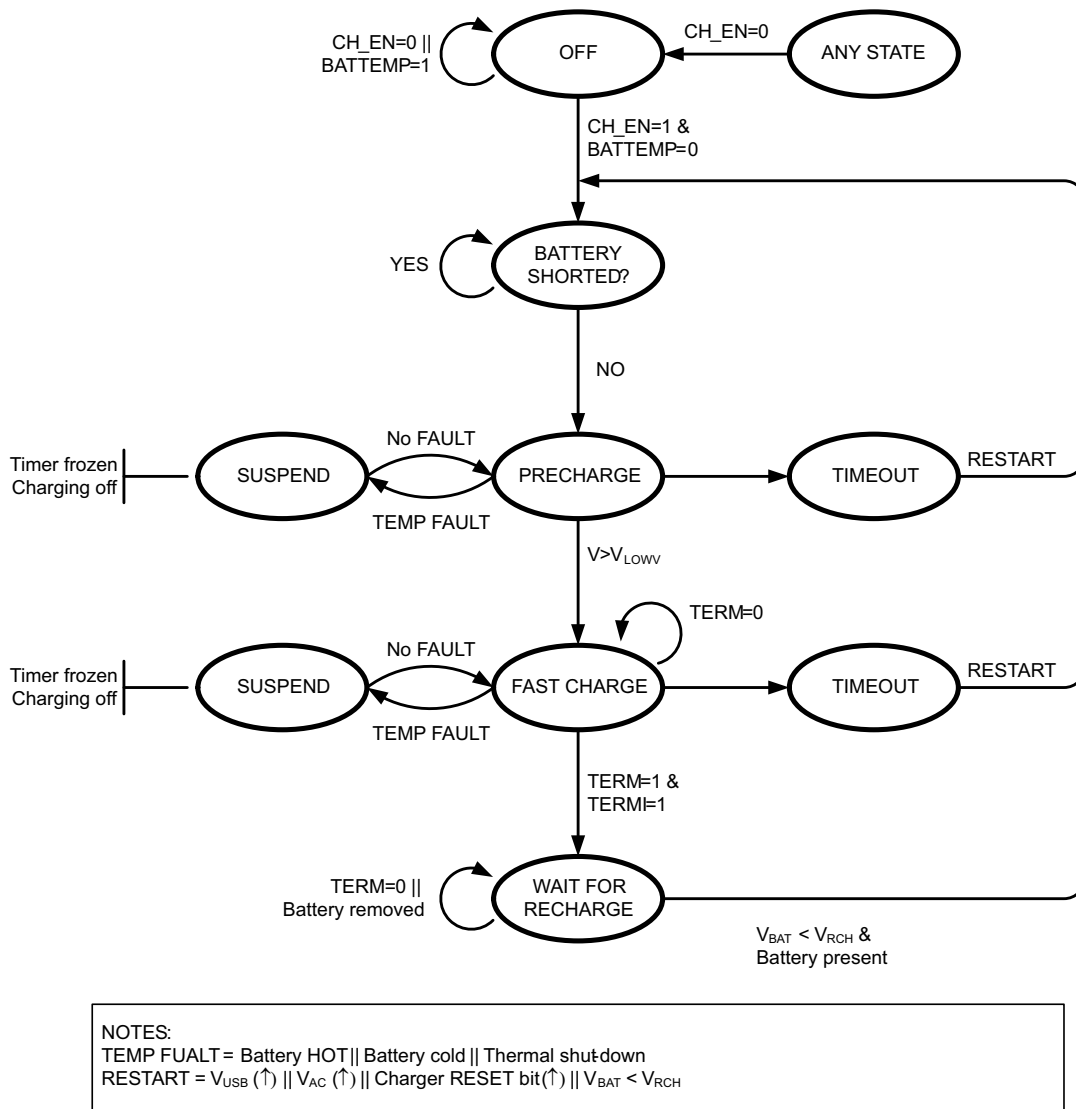 CH_EN=0 ||
BATTEMP=1
OFF
CH_EN=0
ANY STATE
CH_EN=1 &
BATTEMP=0
YES
BATTERY
SHORTED?
NO
Timer frozen
Charging off
SUSPEND
No FAULT
TEMP FAULT
PRECHARGE
TIMEOUT
RESTART
V>VLOWV
TERM=0
Timer frozen
Charging off
SUSPEND
No FAULT
TEMP FAULT
FAST CHARGE
TIMEOUT
RESTART
TERM=1 &
TERMI=1
TERM=0 ||
Battery removed
WAIT FOR
RECHARGE
VBAT < VRCH &
Battery present
NOTES:
TEMP FUALT = Battery HOT || Battery cold || Thermal shut-down
RESTART = VUSB (↑) || VAC (↑) || Charger RESET bit(↑) || VBAT < VRCH